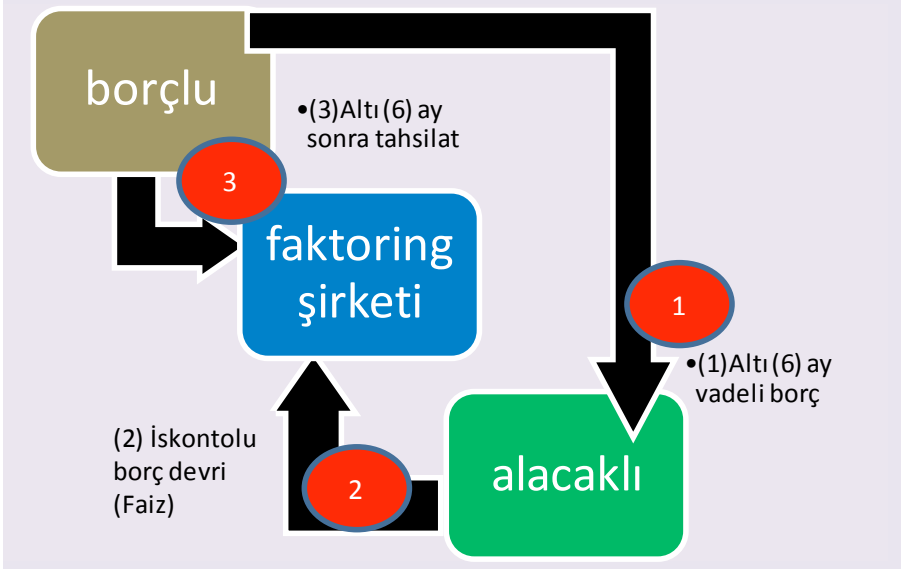 borçlu
•(3)Altı (6) ay
sonra tahsilat
3
faktoring
şirketi
1
•(1)Altı (6) ay
vadeli borç
(2) İskontolu
borç devri
(Faiz)
2
alacaklı